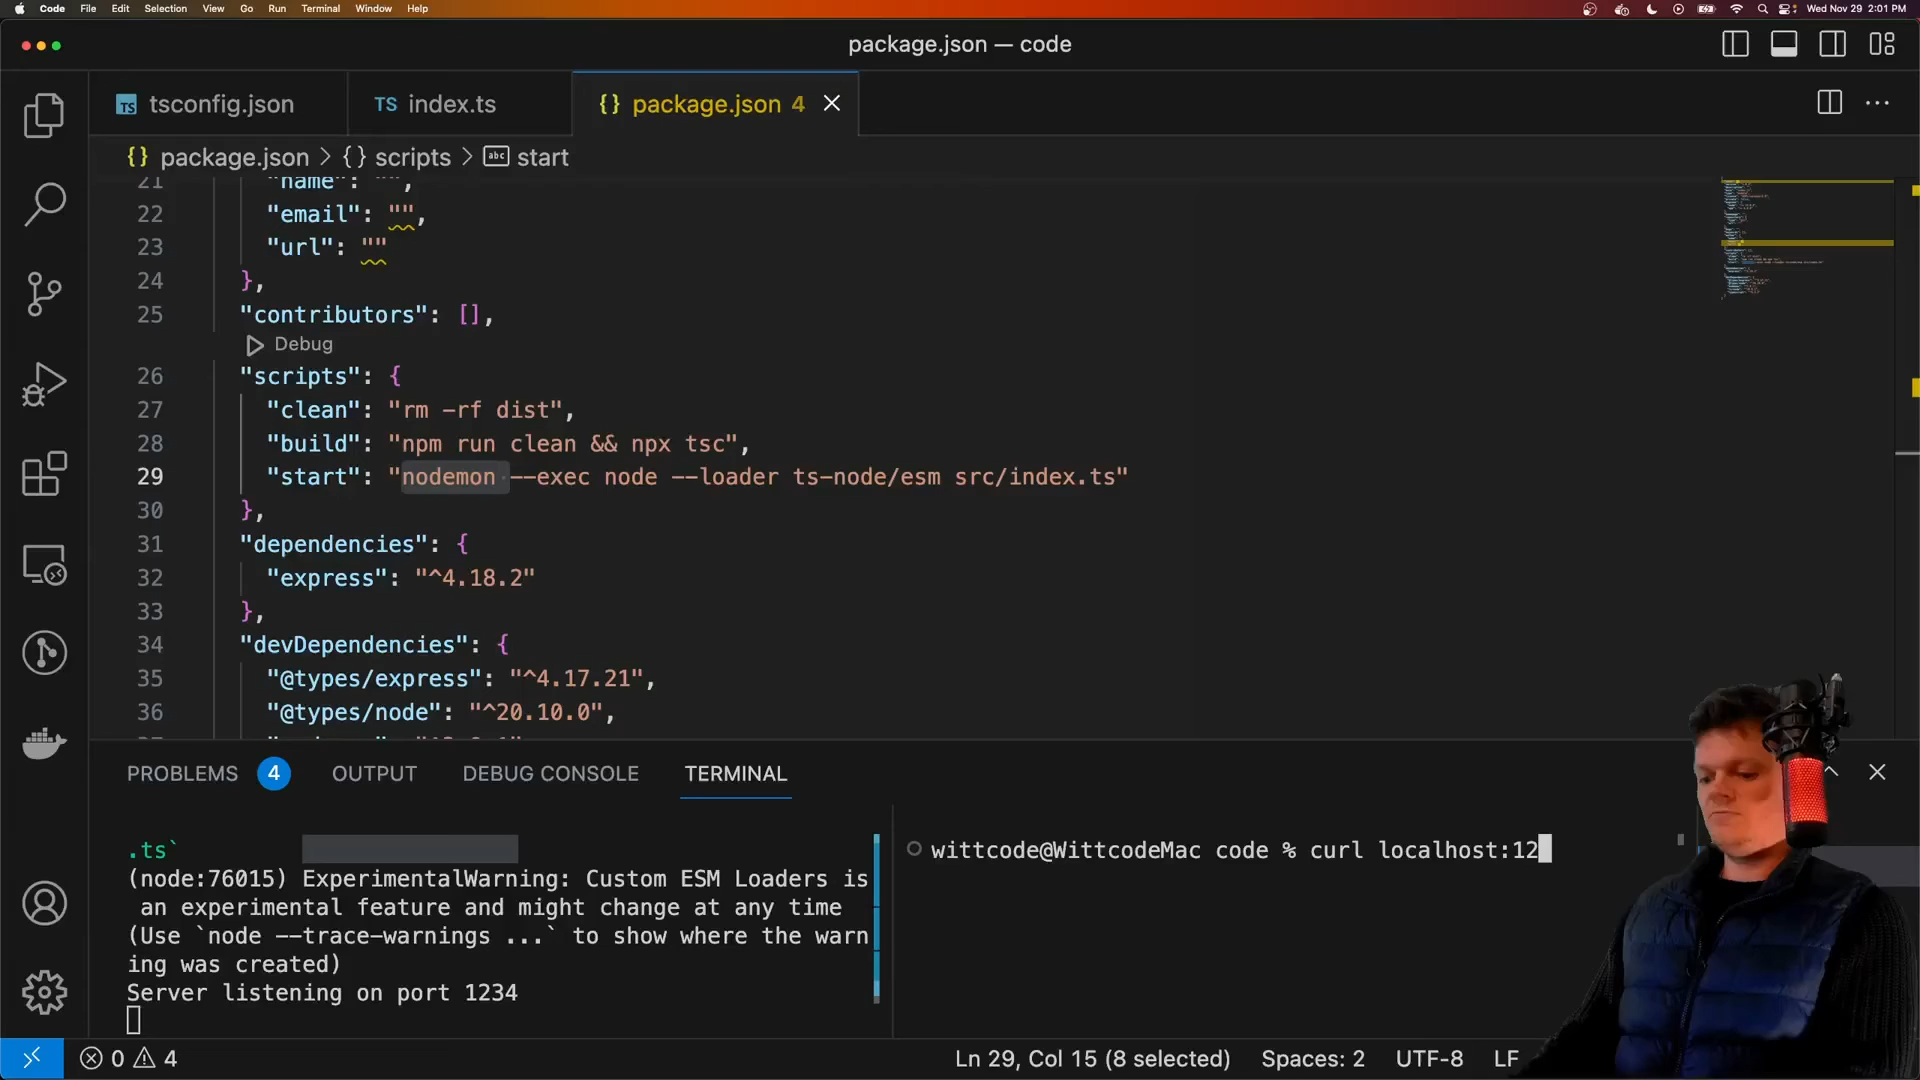 Code File Edit Selection View Go Run Terminal Window Help
Wed Nov 29 2:01 PM
package.json — code
TS tsconfig.json
TS index.ts
{} package.json 4
{} package.json > {} scripts > abc start
21 "name": "",
22 "email": "",
23 "url": ""
24 },
25 "contributors": [],
Debug
26 "scripts": {
27 "clean": "rm -rf dist",
28 "build": "npm run clean && npx tsc",
29 "start": "nodemon --exec node --loader ts-node/esm src/index.ts"
30 },
31 "dependencies": {
32 "express": "^4.18.2"
33 },
34 "devDependencies": {
35 "@types/express": "^4.17.21",
36 "@types/node": "^20.10.0",
PROBLEMS 4 OUTPUT DEBUG CONSOLE TERMINAL
.ts`
(node:76015) ExperimentalWarning: Custom ESM Loaders is
an experimental feature and might change at any time
(Use `node --trace-warnings ...` to show where the warn
ing was created)
Server listening on port 1234
wittcode@WittcodeMac code % curl localhost:12
0 4
Ln 29, Col 15 (8 selected) Spaces: 2 UTF-8 LF